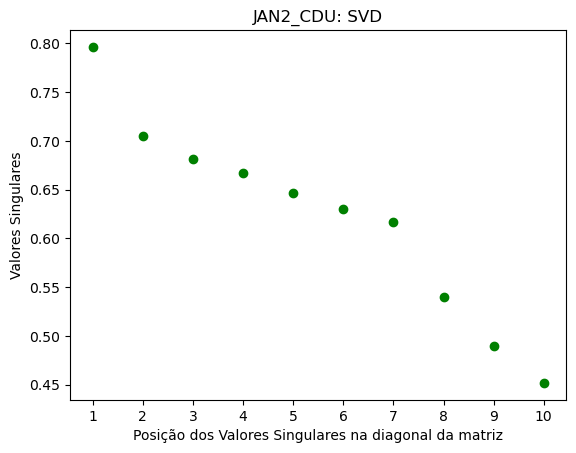 JAN2_CDU: SVD
Valores Singulares
0.80
0.75
0.70
0.65
0.60
0.55
0.50
0.45
1 2 3 4 5 6 7 8 9 10
Posição dos Valores Singulares na diagonal da matriz